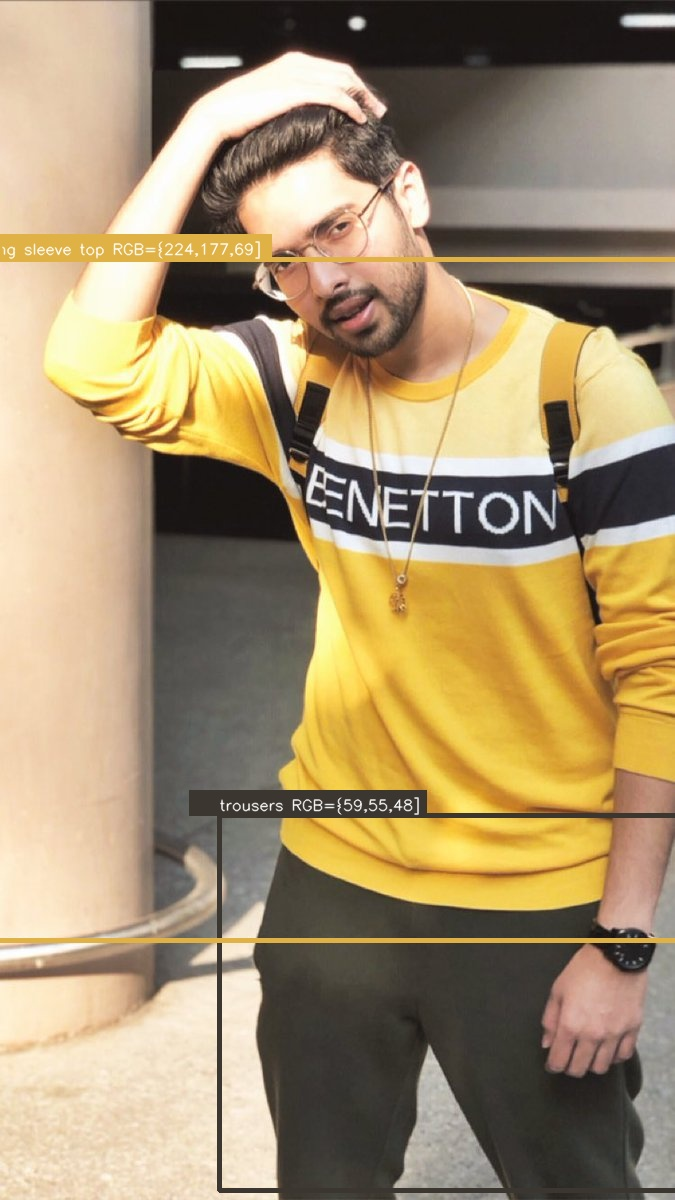 ng sleeve top RGB={224,177,69]
BENETTON
trousers RGB={59,55,48]